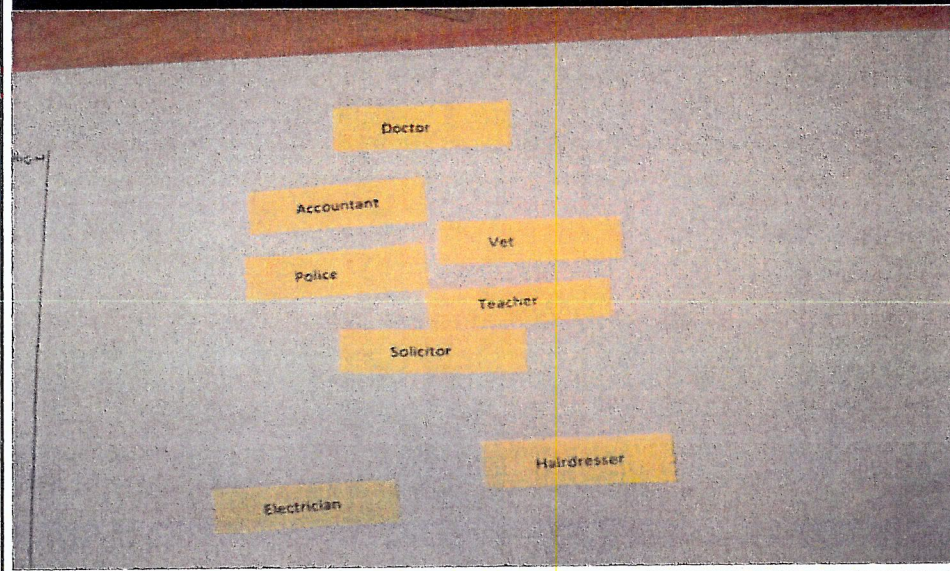 Doctor
Accountant
Vet
Police
Teacher
Solicitor
Hairdresser
Electrician